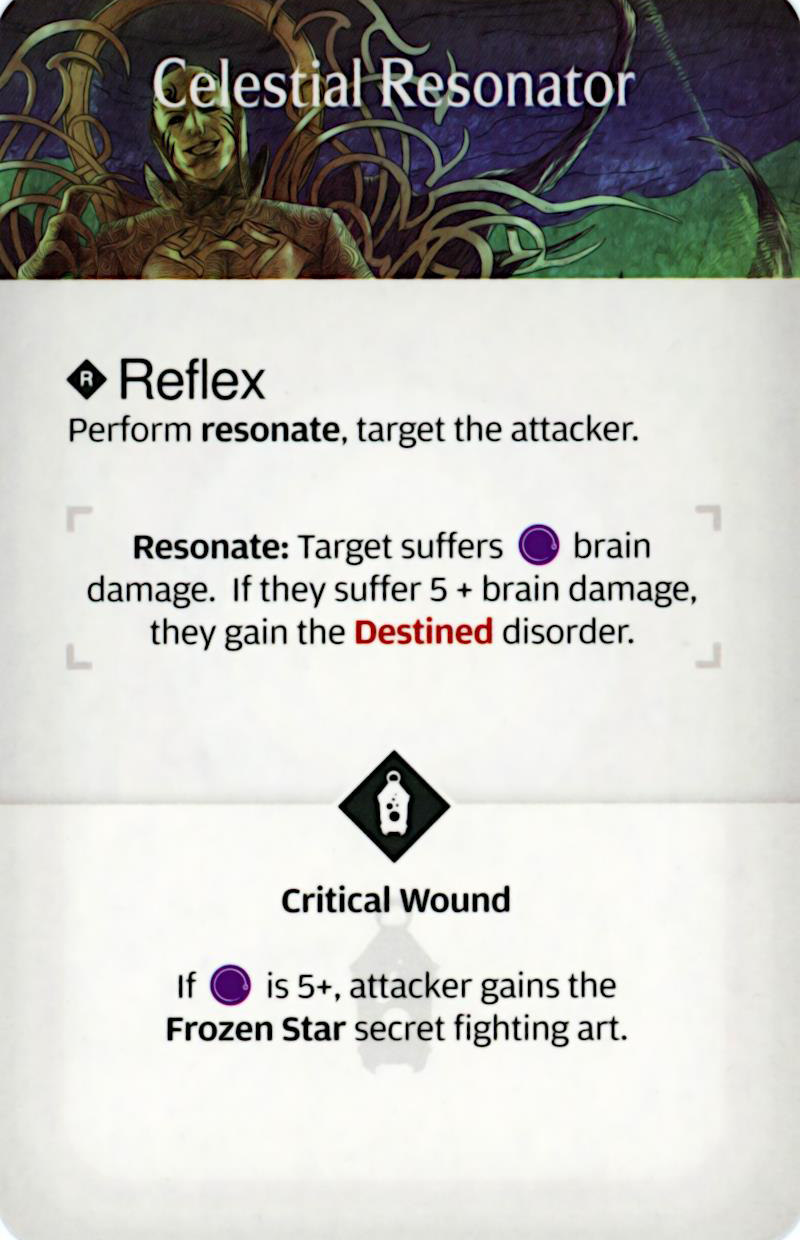 Celestial Resonator
R Reflex
Perform resonate, target the attacker.
Resonate: Target suffers brain
damage. If they suffer 5 + brain damage,
they gain the Destined disorder.
Critical Wound
If is 5+, attacker gains the
Frozen Star secret fighting art.